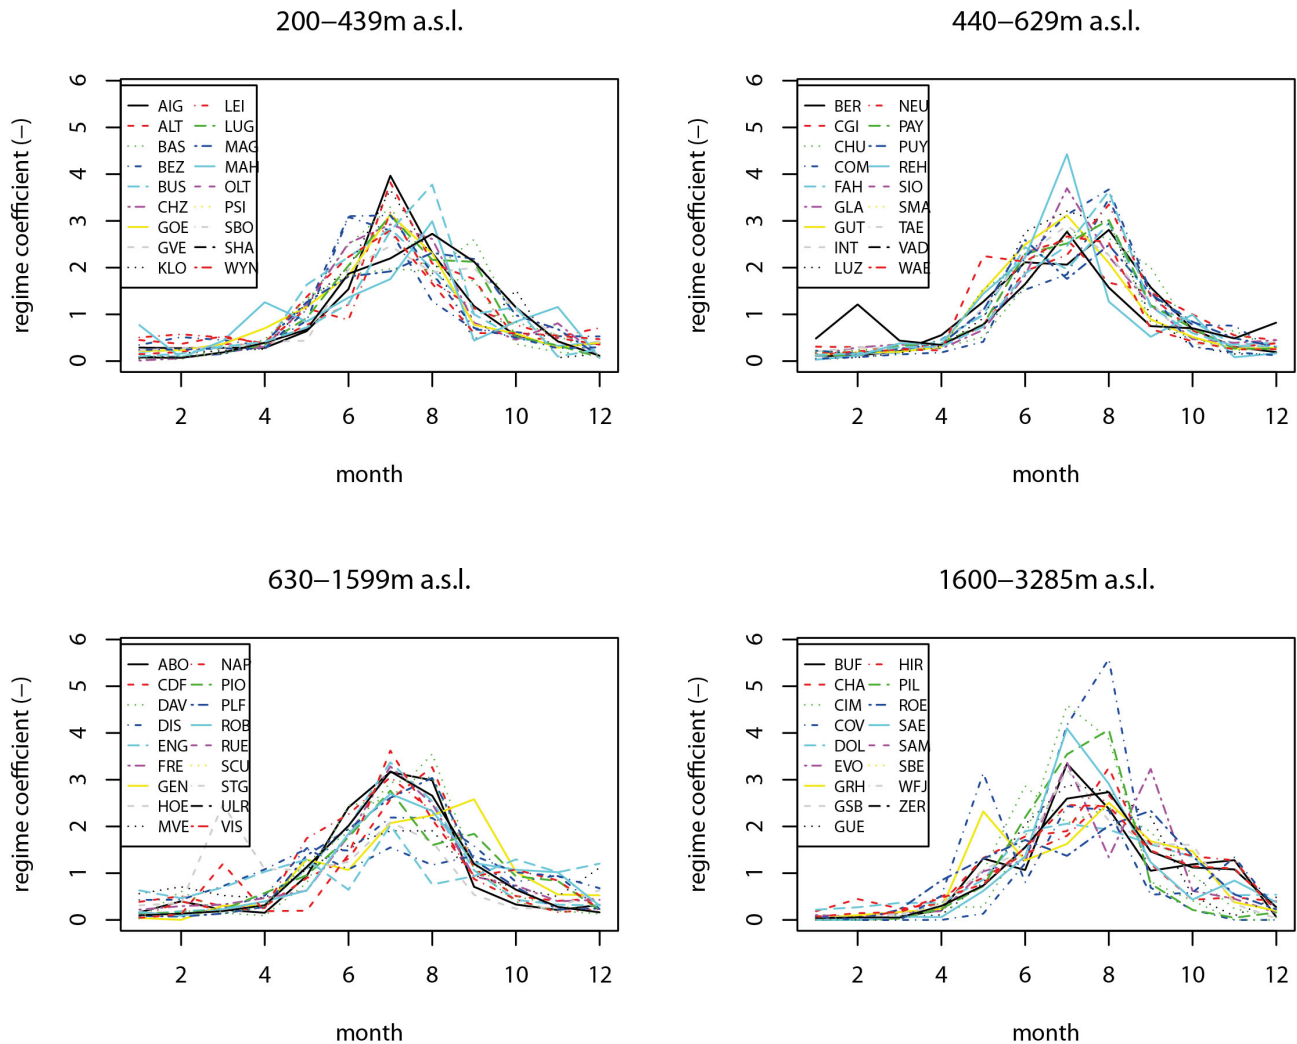 200−439m a.s.l.
regime coefficient (−)
6
5
4
3
2
1
0
AIG LEI
ALT LUG
BAS MAG
BEZ MAH
BUS OLT
CHZ PSI
GOE SBO
GVE SHA
KLO WYN
2 4 6 8 10 12
month
440−629m a.s.l.
regime coefficient (−)
6
5
4
3
2
1
0
BER NEU
CGI PAY
CHU PUY
COM REH
FAH SIO
GLA SMA
GUT TAE
INT VAD
LUZ WAE
2 4 6 8 10 12
month
630−1599m a.s.l.
regime coefficient (−)
6
5
4
3
2
1
0
ABO NAP
CDF PIO
DAV PLF
DIS ROB
ENG RUE
FRE SCU
GEN STG
HOE ULR
MVE VIS
2 4 6 8 10 12
month
1600−3285m a.s.l.
regime coefficient (−)
6
5
4
3
2
1
0
BUF HIR
CHA PIL
CIM ROE
COV SAE
DOL SAM
EVO SBE
GRH WFJ
GSB ZER
GUE
2 4 6 8 10 12
month